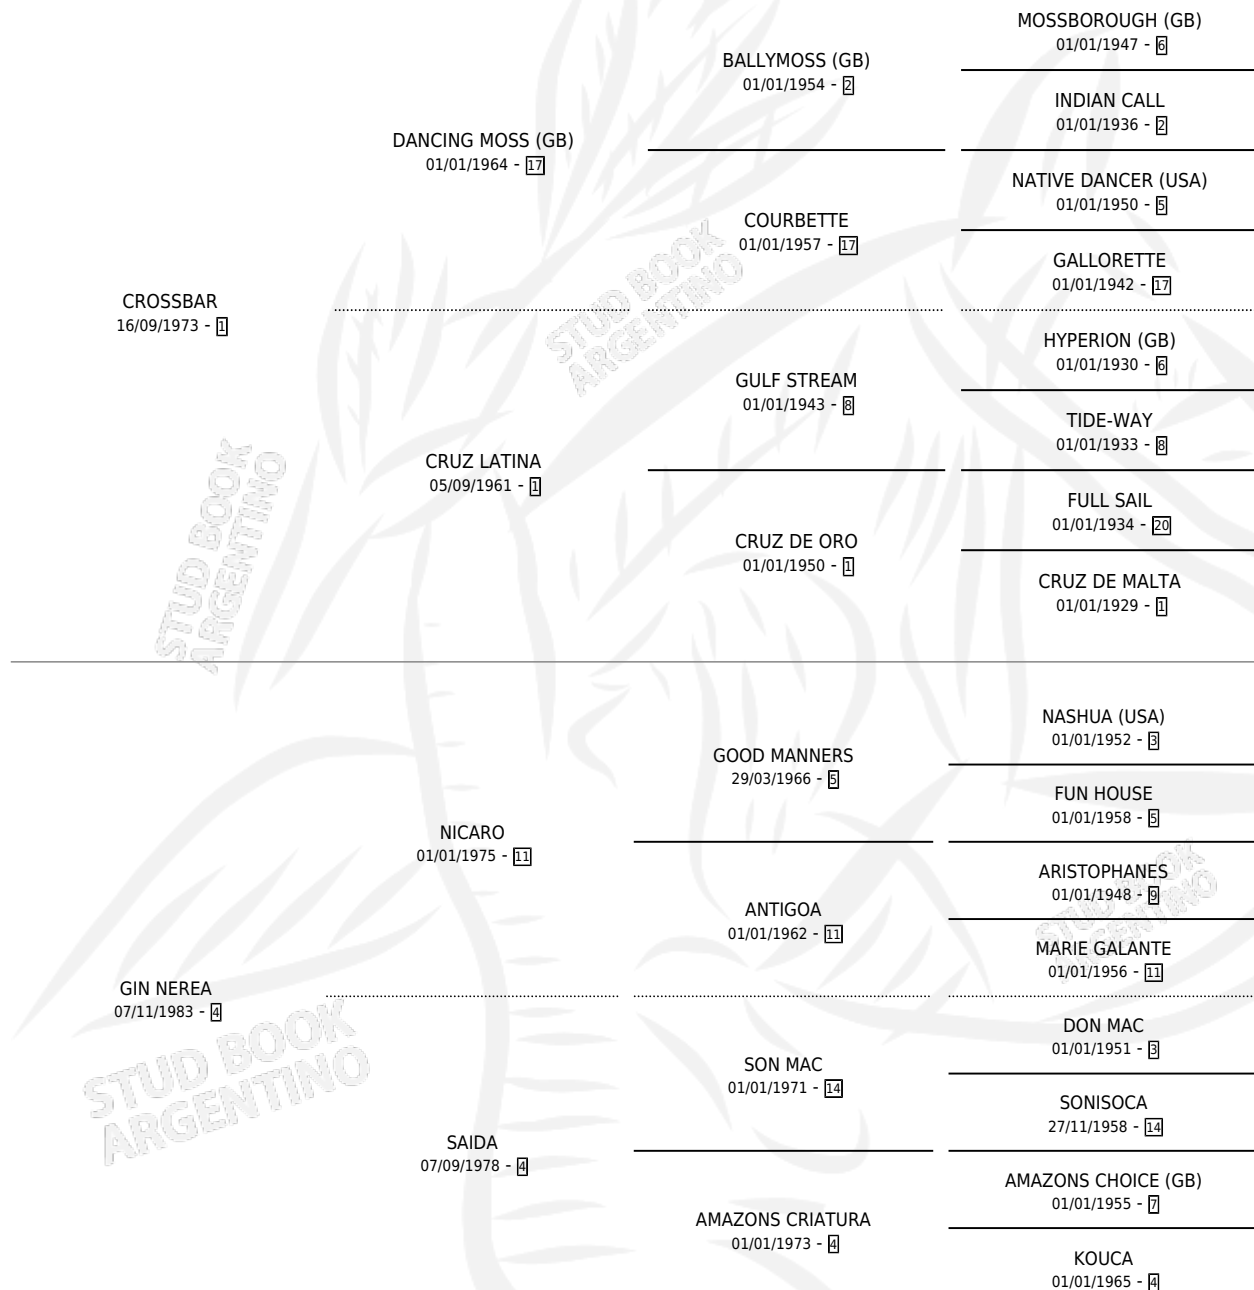 MOSSBOROUGH (GB)
01/01/1947 - 6
BALLYMOSS (GB)
01/01/1954 - 2
INDIAN CALL
01/01/1936 - 2
DANCING MOSS (GB)
01/01/1964 - 17
NATIVE DANCER (USA)
01/01/1950 - 5
COURBETTE
01/01/1957 - 17
GALLORETTE
01/01/1942 - 17
CROSSBAR
16/09/1973 - 1
HYPERION (GB)
01/01/1930 - 6
GULF STREAM
01/01/1943 - 8
TIDE-WAY
01/01/1933 - 8
CRUZ LATINA
05/09/1961 - 1
FULL SAIL
01/01/1934 - 20
CRUZ DE ORO
01/01/1950 - 1
CRUZ DE MALTA
01/01/1929 - 1
NASHUA (USA)
01/01/1952 - 3
GOOD MANNERS
29/03/1966 - 5
FUN HOUSE
01/01/1958 - 5
NICARO
01/01/1975 - 11
ARISTOPHANES
01/01/1948 - 9
ANTIGOA
01/01/1962 - 11
MARIE GALANTE
01/01/1956 - 11
GIN NEREA
07/11/1983 - 4
DON MAC
01/01/1951 - 3
SON MAC
01/01/1971 - 14
SONISOCA
27/11/1958 - 14
SAIDA
07/09/1978 - 4
AMAZONS CHOICE (GB)
01/01/1955 - 7
AMAZONS CRIATURA
01/01/1973 - 4
KOUCA
01/01/1965 - 4
STUD BOOK
ARGENTINO
STUD BOOK
ARGENTINO
STUD BOOK
ARGENTINO
STUD BOOK
ARGENTINO